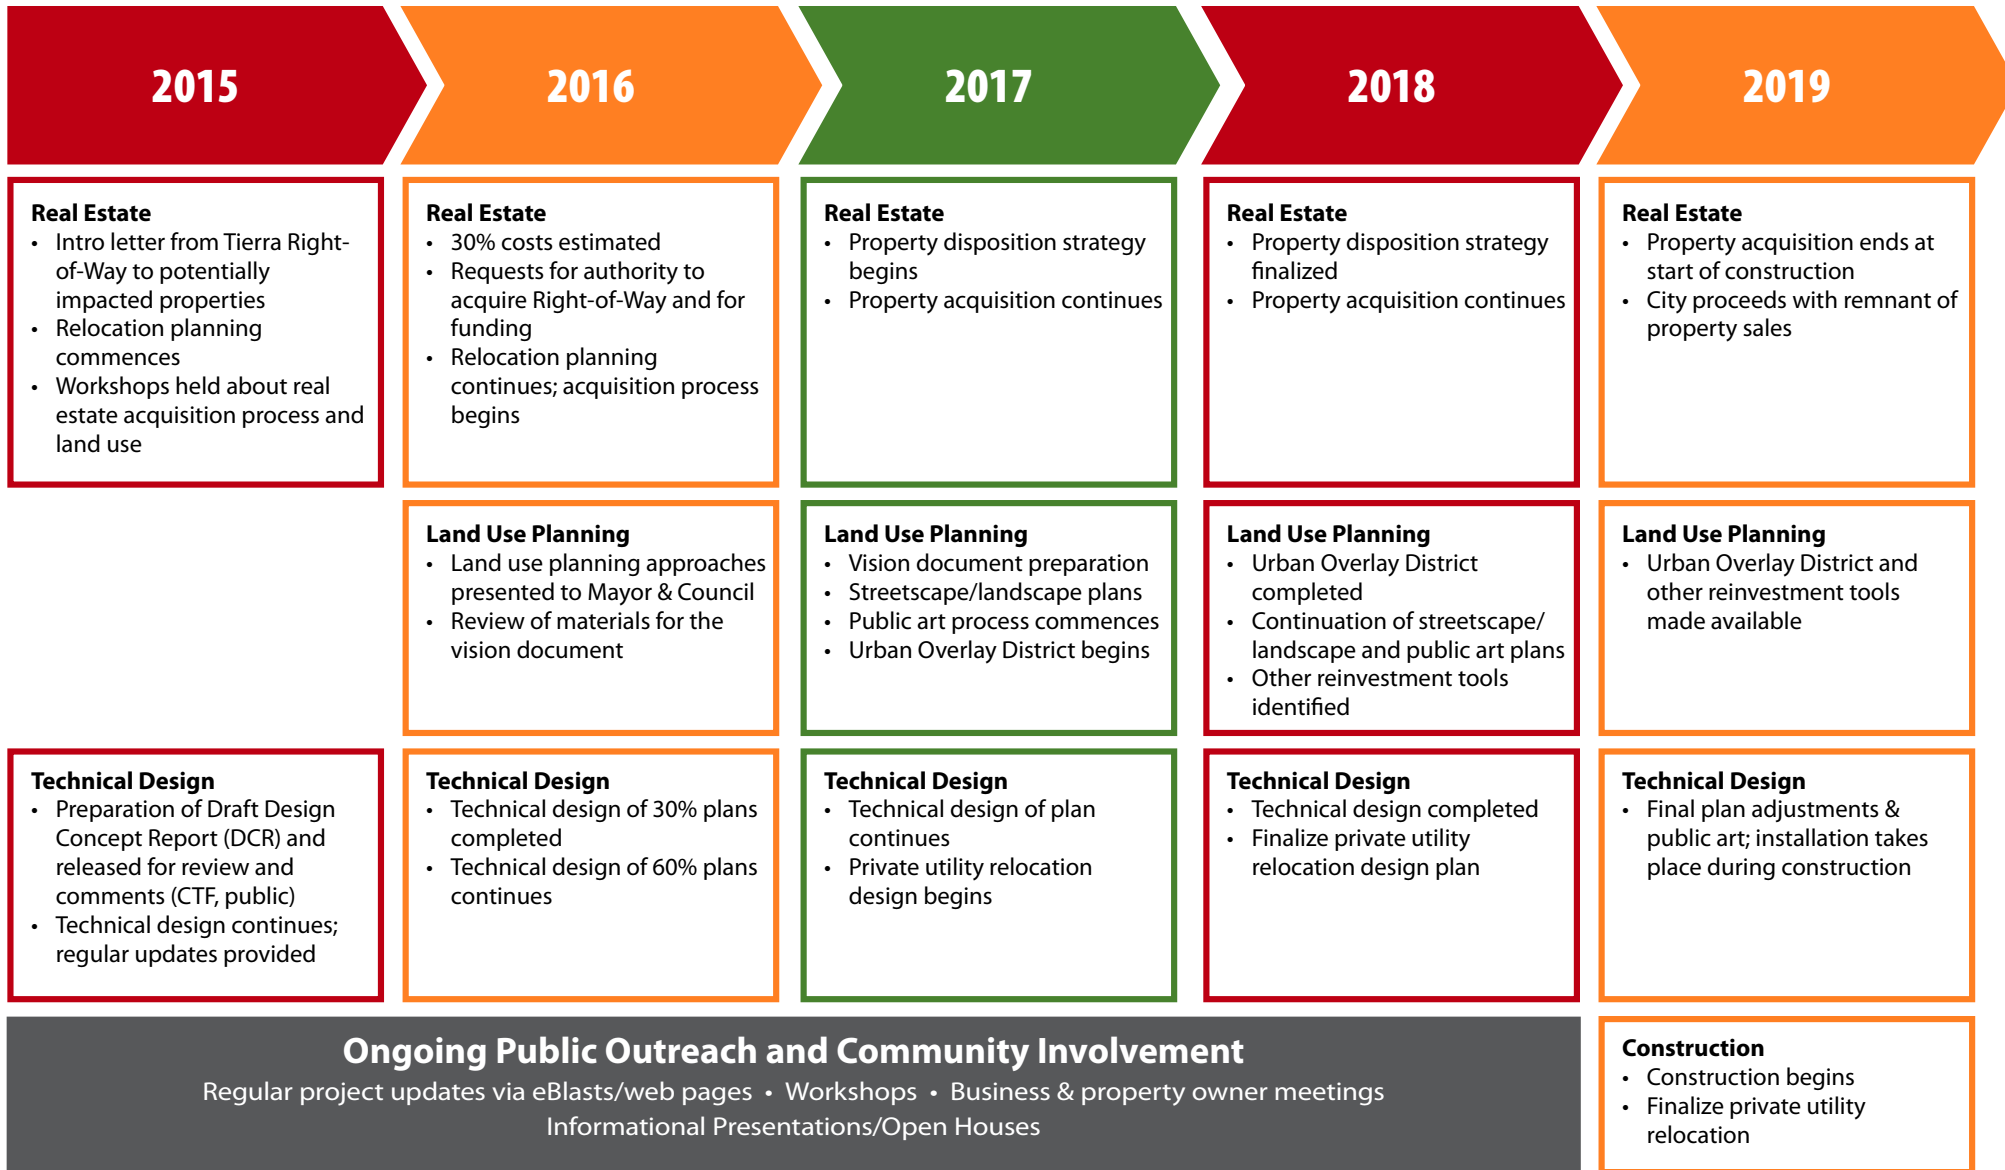 2015
2016
2017
2018
2019
Real Estate
• Intro letter from Tierra Right-
of-Way to potentially
impacted properties
• Relocation planning
commences
• Workshops held about real
estate acquisition process and
land use
Real Estate
• 30% costs estimated
• Requests for authority to
acquire Right-of-Way and for
funding
• Relocation planning
continues; acquisition process
begins
Real Estate
• Property disposition strategy
begins
• Property acquisition continues
Real Estate
• Property disposition strategy
finalized
• Property acquisition continues
Real Estate
• Property acquisition ends at
start of construction
• City proceeds with remnant of
property sales
Land Use Planning
• Land use planning approaches
presented to Mayor & Council
• Review of materials for the
vision document
Land Use Planning
• Vision document preparation
• Streetscape/landscape plans
• Public art process commences
• Urban Overlay District begins
Land Use Planning
• Urban Overlay District
completed
• Continuation of streetscape/
landscape and public art plans
• Other reinvestment tools
identified
Land Use Planning
• Urban Overlay District and
other reinvestment tools
made available
Technical Design
• Preparation of Draft Design
Concept Report (DCR) and
released for review and
comments (CTF, public)
• Technical design continues;
regular updates provided
Technical Design
• Technical design of 30% plans
completed
• Technical design of 60% plans
continues
Technical Design
• Technical design of plan
continues
• Private utility relocation
design begins
Technical Design
• Technical design completed
• Finalize private utility
relocation design plan
Technical Design
• Final plan adjustments &
public art; installation takes
place during construction
Ongoing Public Outreach and Community Involvement
Regular project updates via eBlasts/web pages • Workshops • Business & property owner meetings
Informational Presentations/Open Houses
Construction
• Construction begins
• Finalize private utility
relocation